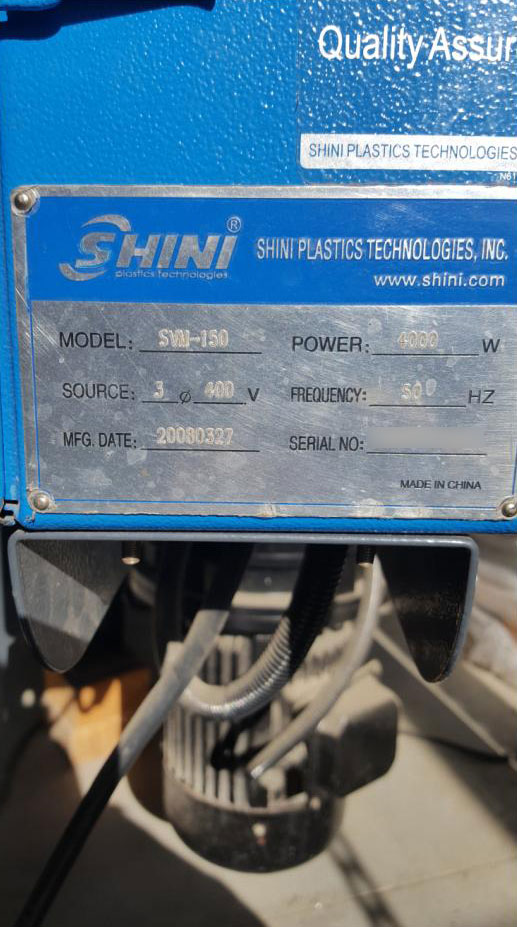 Quality Assur
SHINI PLASTICS TECHNOLOGIES
N61
SHINI®
plastics technologies
SHINI PLASTICS TECHNOLOGIES, INC.
www.shini.com
MODEL: SVM-150 POWER: 4000 W
SOURCE: 3 ø 400 V FREQUENCY: 50 HZ
MFG. DATE: 20080327 SERIAL NO:
MADE IN CHINA